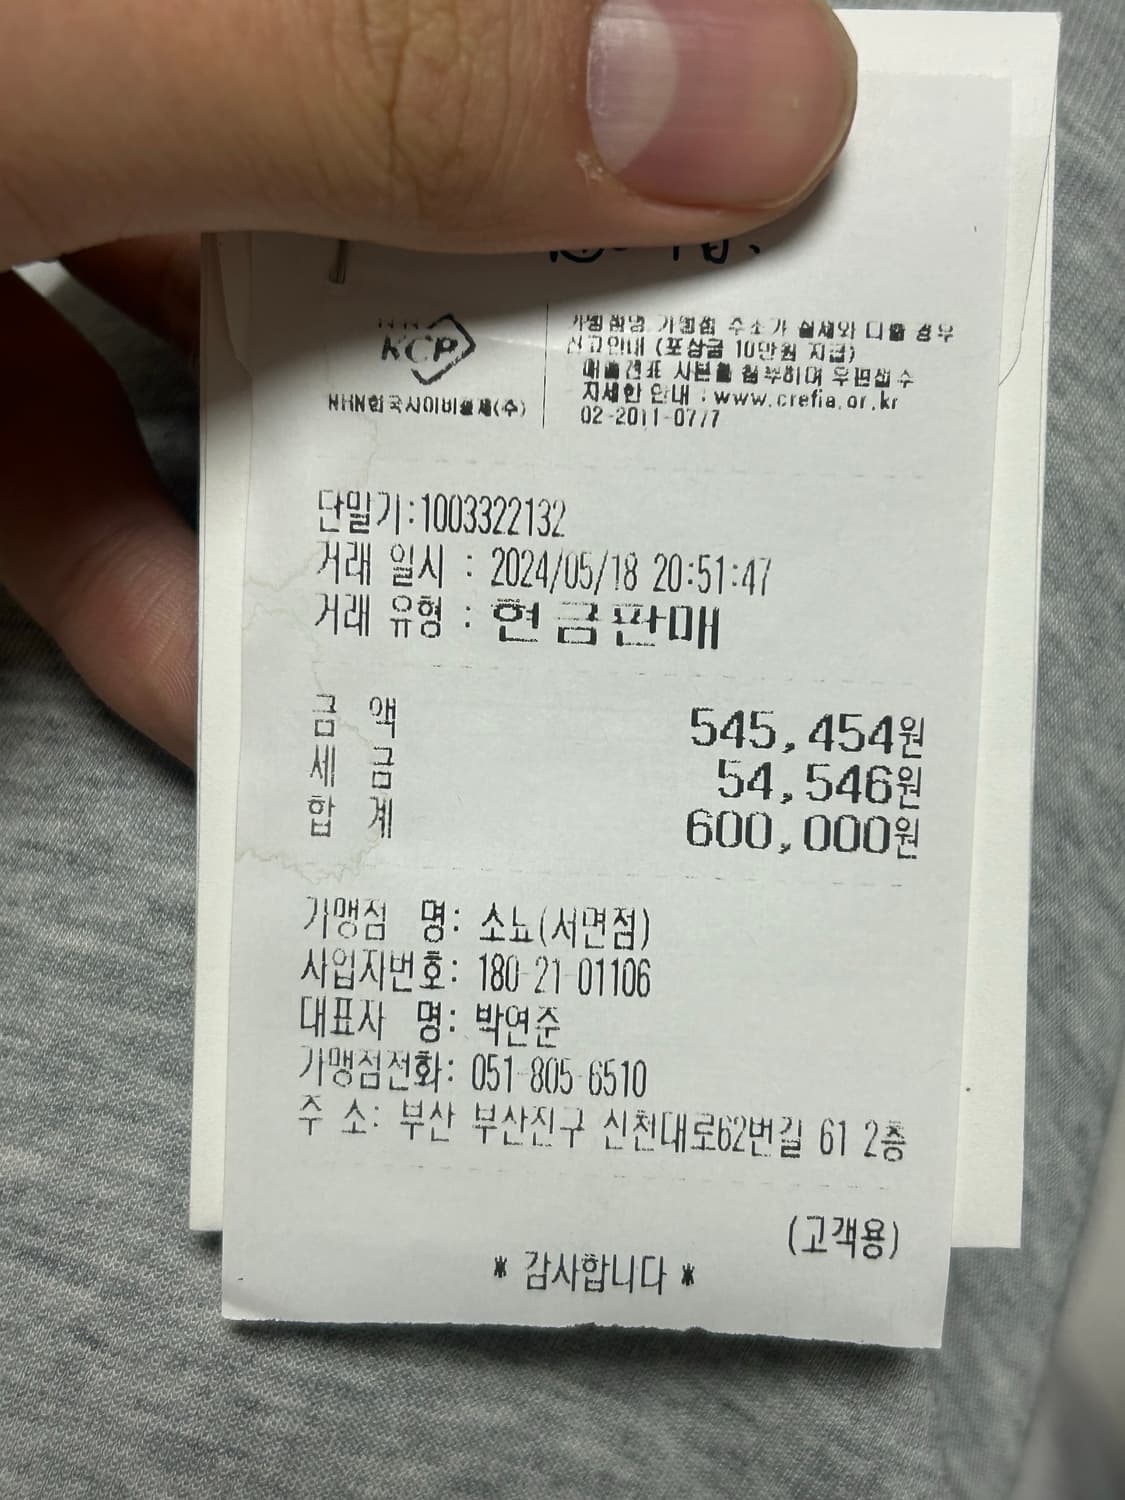 NHN
KCP
NHN한국사이버결제(주)
가맹점명, 가맹점 주소가 실제와 다를 경우
신고안내 (포상금 10만원 지급)
매출전표 사본을 첨부하여 우편접수
자세한 안내 : www.crefia.or.kr
02-2011-0777
단말기:1003322132
거래 일시 : 2024/05/18 20:51:47
거래 유형 : 현금판매
금 액 545,454원
세 금 54,546원
합 계 600,000원
가맹점 명: 소뇨(서면점)
사업자번호: 180-21-01106
대표자 명: 박연준
가맹점전화: 051-805-6510
주 소: 부산 부산진구 신천대로62번길 61 2층
(고객용)
* 감사합니다 *